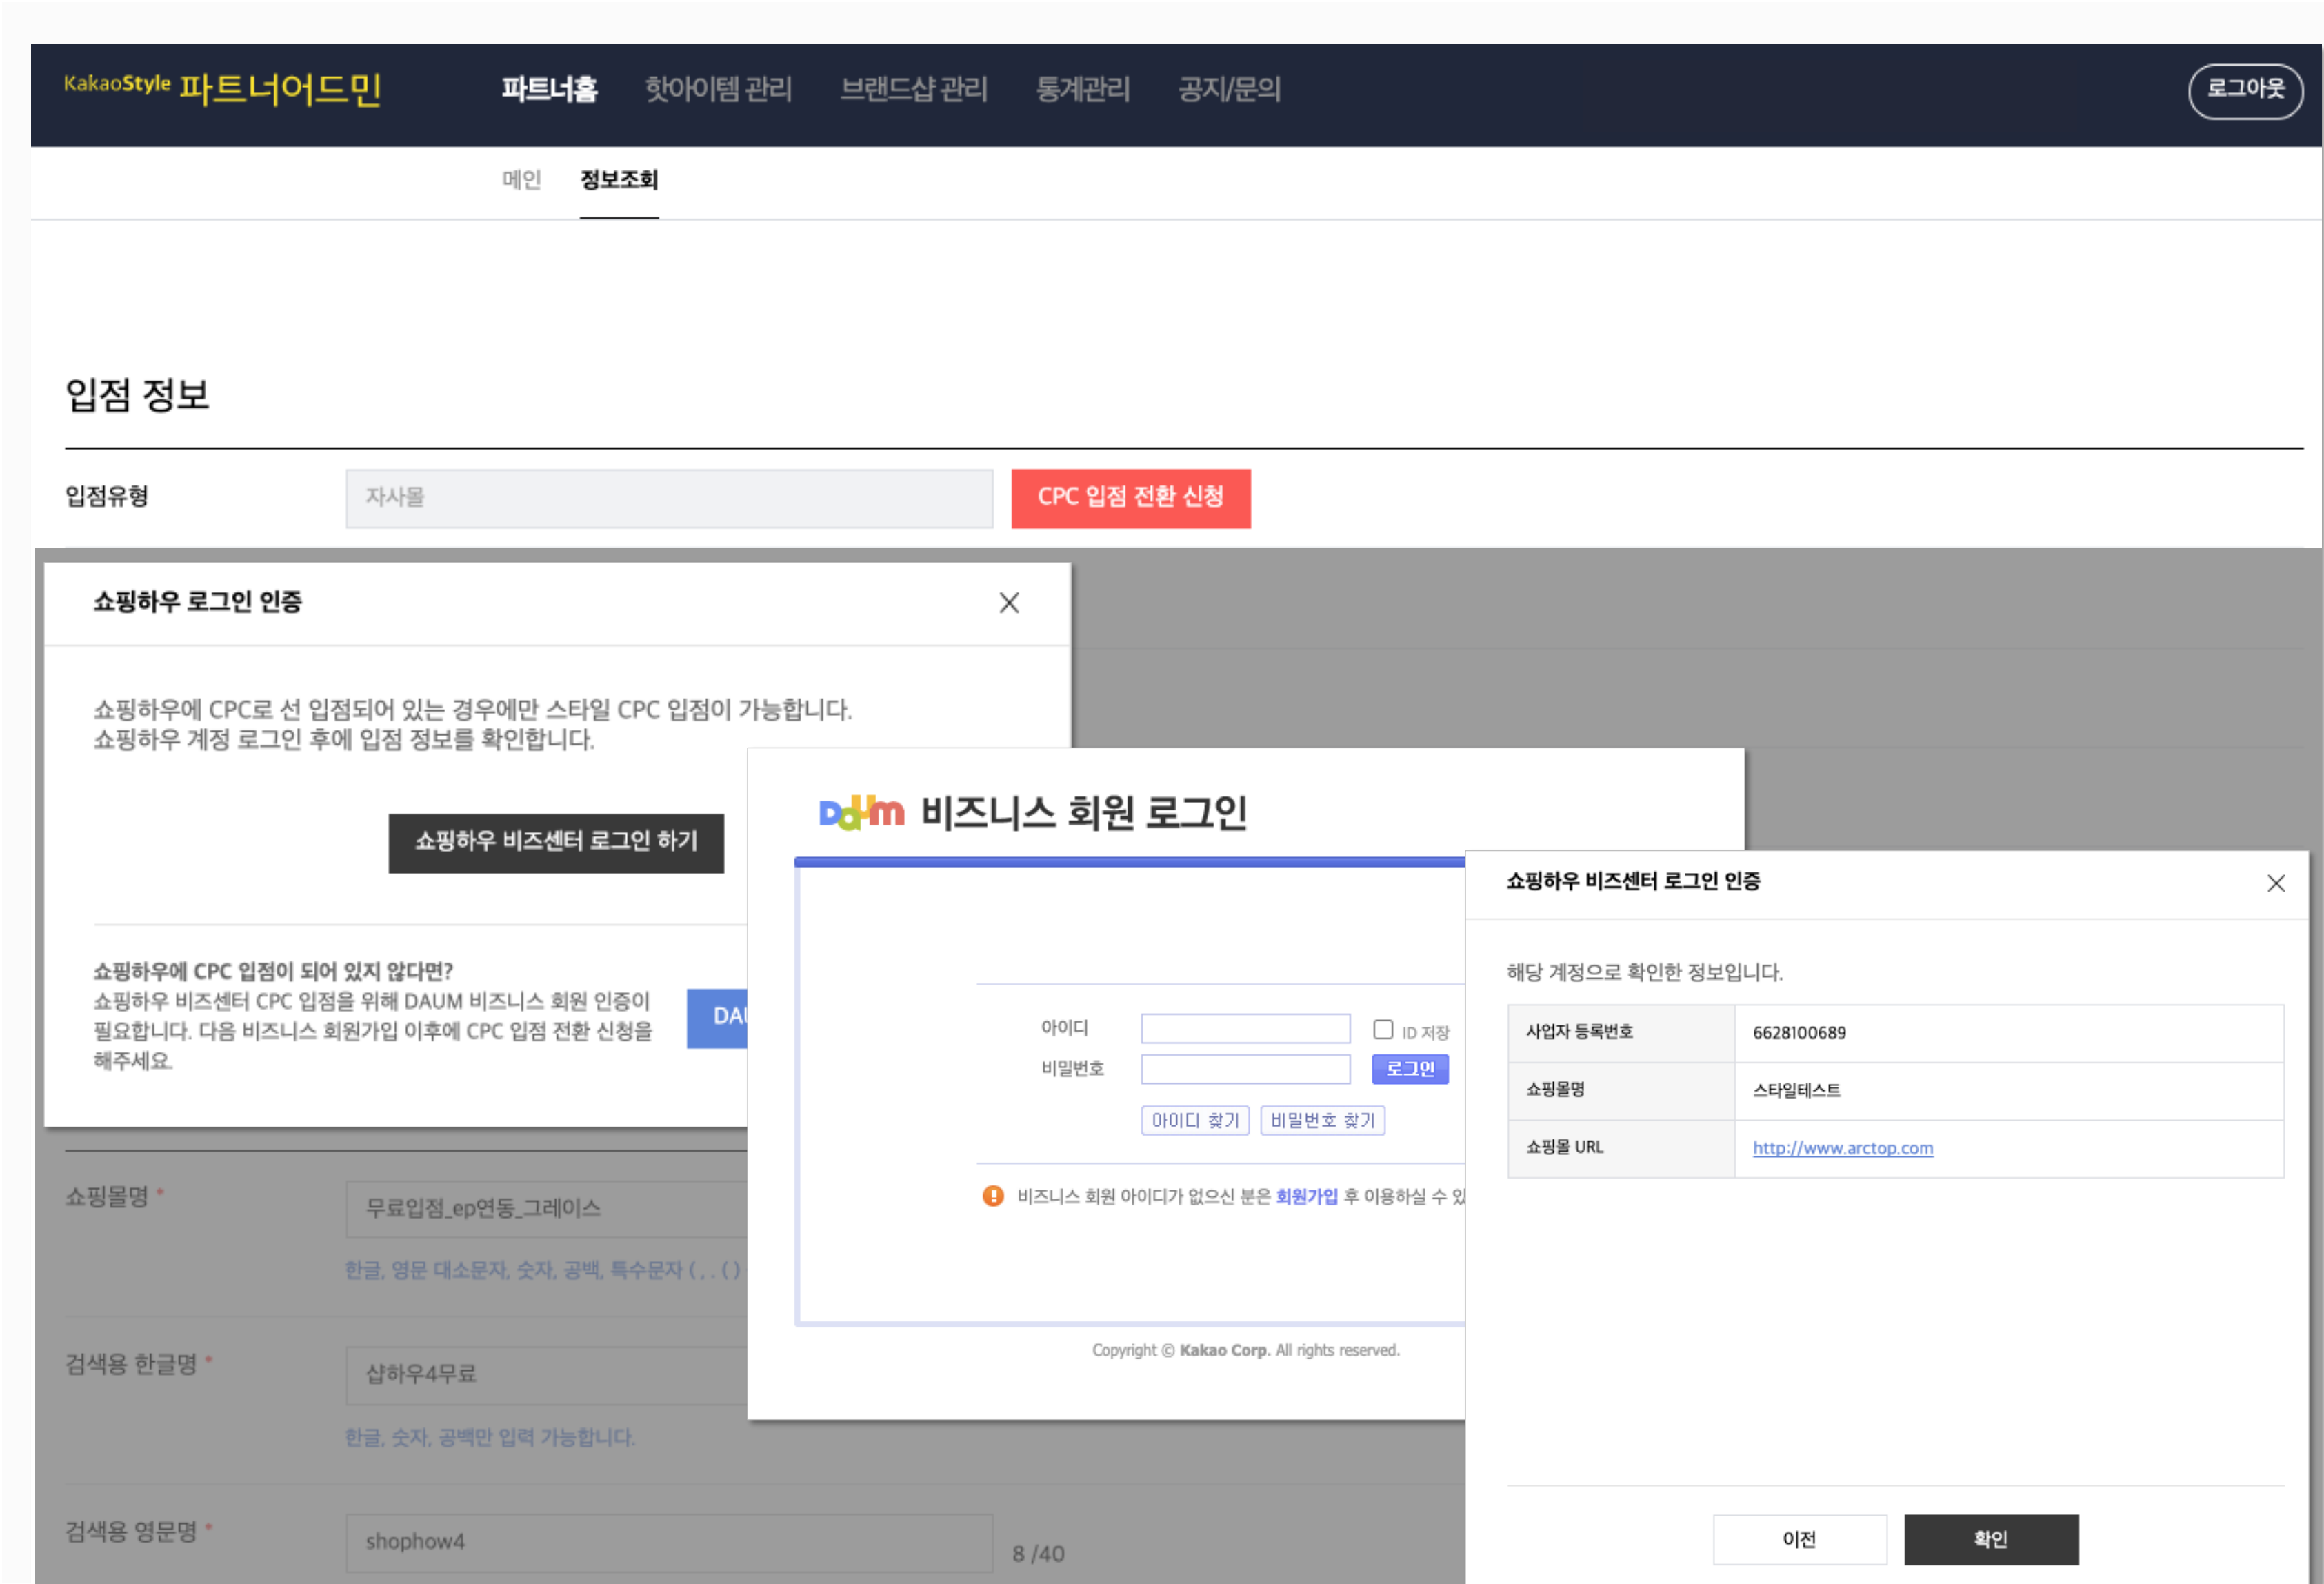 KakaoStyle 파트너어드민 파트너홈 핫아이템 관리 브랜드샵 관리 통계관리 공지/문의 로그아웃
메인 정보조회
입점 정보
입점유형 자사몰 CPC 입점 전환 신청
쇼핑하우 로그인 인증
쇼핑하우에 CPC로 선 입점되어 있는 경우에만 스타일 CPC 입점이 가능합니다.
쇼핑하우 계정 로그인 후에 입점 정보를 확인합니다.
쇼핑하우 비즈센터 로그인 하기
쇼핑하우에 CPC 입점이 되어 있지 않다면?
쇼핑하우 비즈센터 CPC 입점을 위해 DAUM 비즈니스 회원 인증이
필요합니다. 다음 비즈니스 회원가입 이후에 CPC 입점 전환 신청을
해주세요.
Daum 비즈니스 회원 로그인
아이디 ID 저장
비밀번호 로그인
아이디 찾기 비밀번호 찾기
비즈니스 회원 아이디가 없으신 분은 회원가입 후 이용하실 수 있
Copyright © Kakao Corp. All rights reserved.
쇼핑하우 비즈센터 로그인 인증
해당 계정으로 확인한 정보입니다.
사업자 등록번호 6628100689
쇼핑몰명 스타일테스트
쇼핑몰 URL http://www.arctop.com
이전 확인
쇼핑몰명 * 무료입점_ep연동_그레이스
한글, 영문 대소문자, 숫자, 공백, 특수문자 ( , . ( )
검색용 한글명 * 샵하우4무료
한글, 숫자, 공백만 입력 가능합니다.
검색용 영문명 * shophow4 8 /40